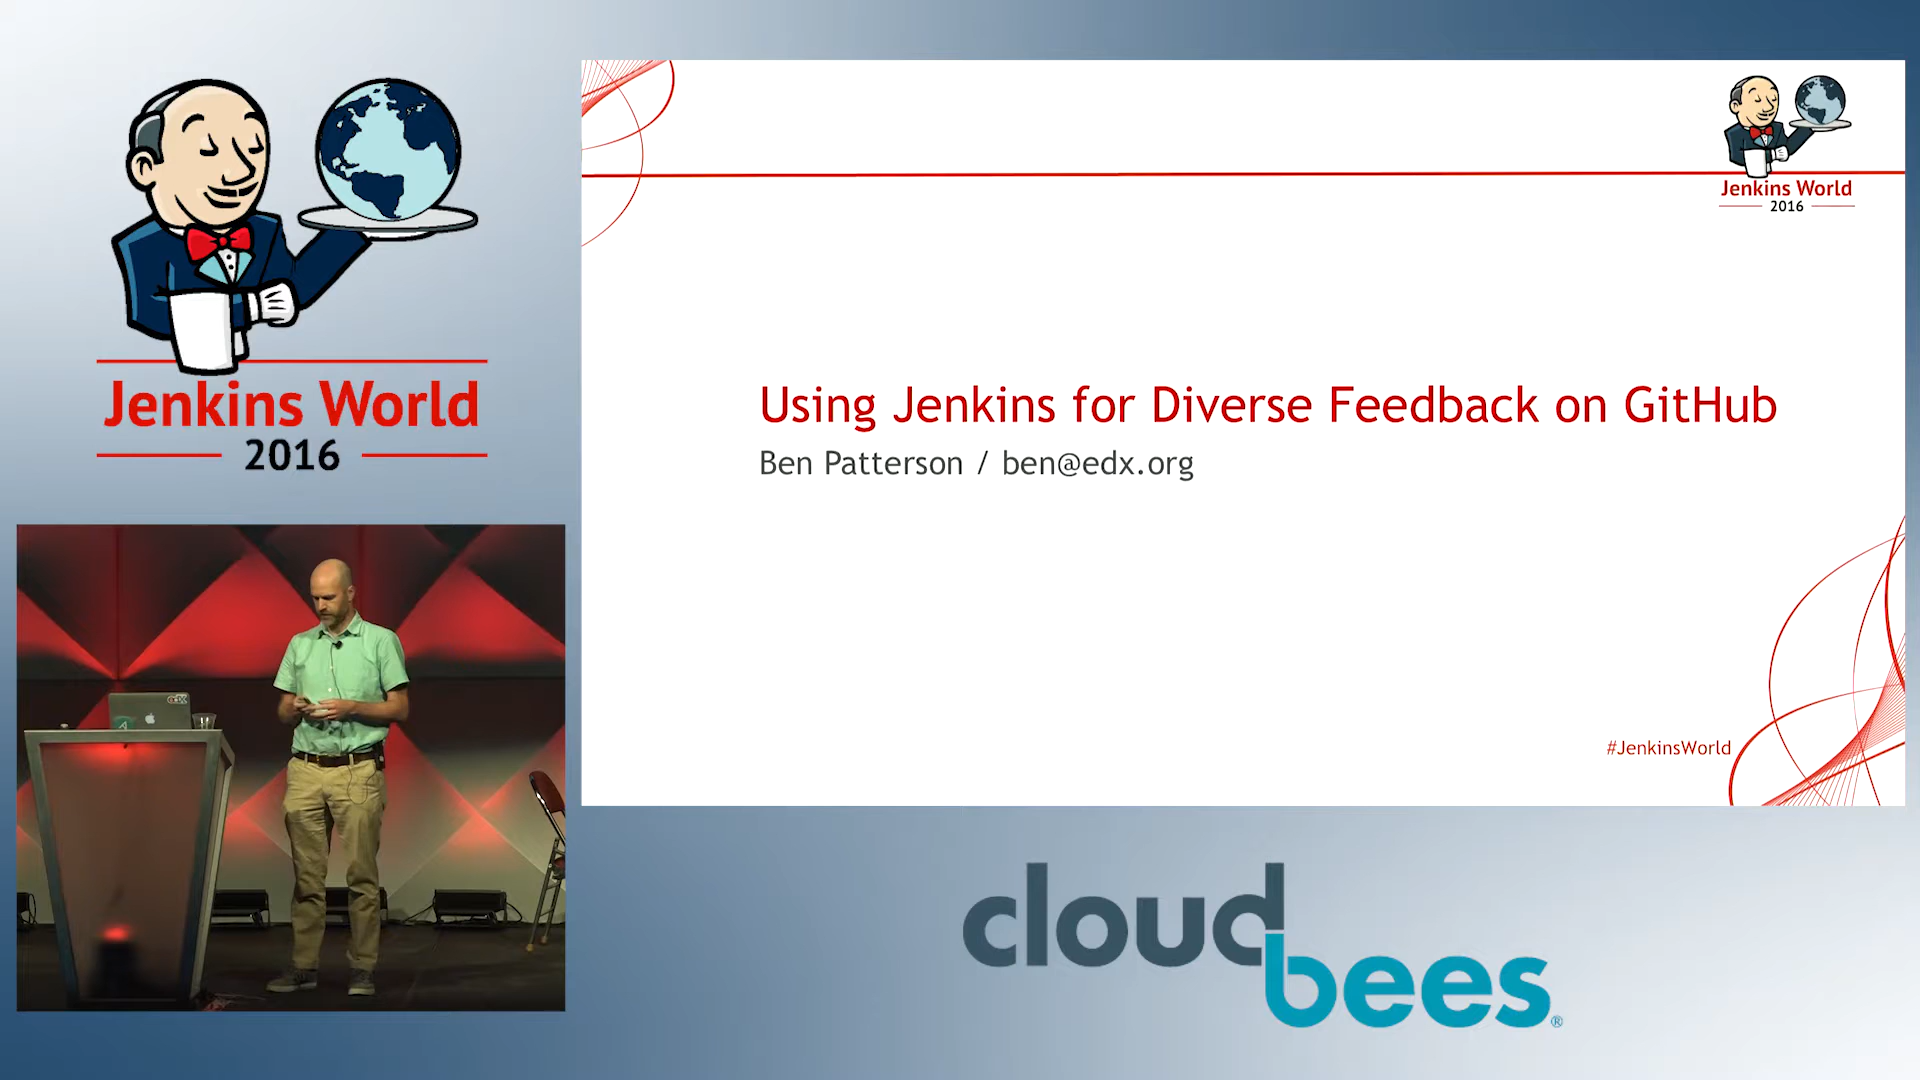 Jenkins World
2016
Jenkins World
2016
Using Jenkins for Diverse Feedback on GitHub
Ben Patterson / ben@edx.org
#JenkinsWorld
edX
cloud
bees®